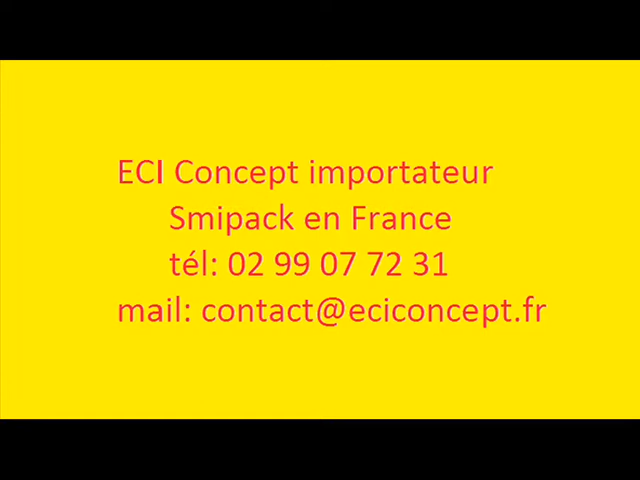 ECI Concept importateur
Smipack en France
tél: 02 99 07 72 31
mail: contact@eciconcept.fr